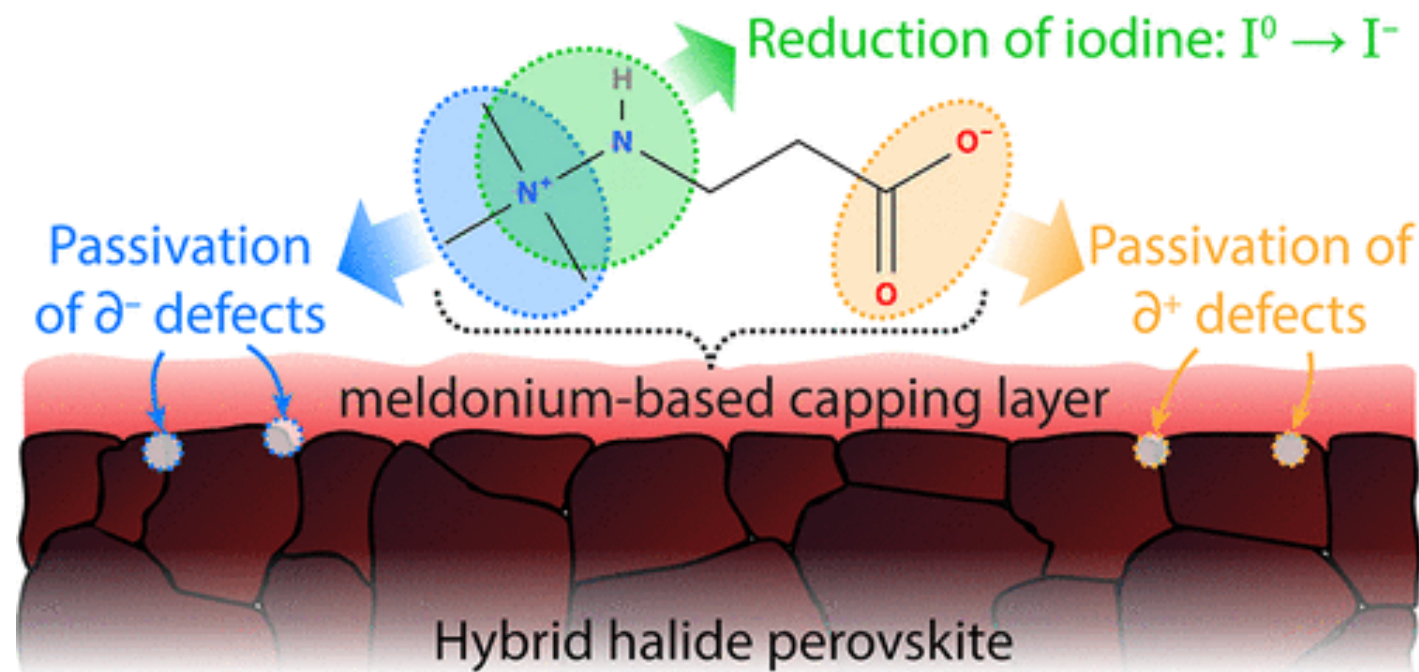 Reduction of iodine: I⁰ → I⁻
H
N
N⁺
O⁻
O
Passivation
of ∂⁻ defects
Passivation of
∂⁺ defects
meldonium-based capping layer
Hybrid halide perovskite